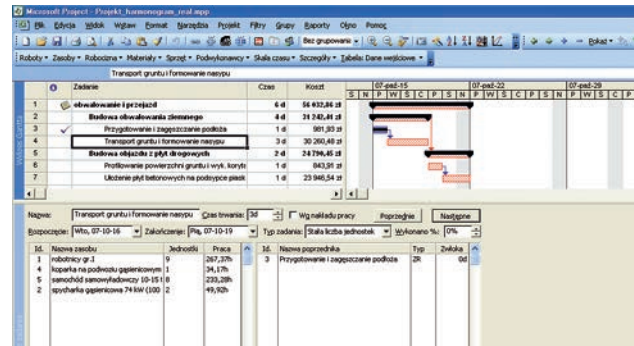 Microsoft Project - Projekt_harmonogram_real.mpp
Plik Edycja Widok Wstaw Format Narzędzia Projekt Filtry Grupy Raporty Okno Pomoc
Bez grupowania Pokaż
Roboty Zasoby Robocizna Materiały Sprzęt Podwykonawcy Skala czasu Szczegóły Tabela: Dane wejściowe
Transport gruntu i formowanie nasypu
Zadanie Czas Koszt 07-paź-15 07-paź-22 07-paź-29
S N P W Ś C P S N P W Ś C P S N P W Ś C P
1 obwałowanie i przejazd 6 d 56 032,86 zł
2 Budowa obwałowania ziemnego 4 d 31 242,41 zł
3 Przygotowanie i zagęszczanie podłoża 1 d 981,93 zł
4 Transport gruntu i formowanie nasypu 3 d 30 260,48 zł
5 Budowa objazdu z płyt drogowych 2 d 24 790,45 zł
6 Profilowanie powierzchni gruntu i wyk. koryta 1 d 843,91 zł
7 Ułożenie płyt betonowych na podsypce piask 1 d 23 946,54 zł
Wykres Gantta
Nazwa: Transport gruntu i formowanie nasypu Czas trwania: 3d Wg nakładu pracy Poprzednie Następne
Rozpoczęcie: Wto, 07-10-16 Zakończenie: Pią, 07-10-19 Typ zadania: Stała liczba jednostek Wykonano %: 0%
Id. Nazwa zasobu Jednostki Praca Id. Nazwa poprzednika Typ Zwłoka
1 robotnicy gr.I 9 267,37h 3 Przygotowanie i zagęszczanie podłoża ZR 0d
4 koparka na podwoziu gąsienicowym 1 34,17h
5 samochód samowyładowczy 10-15 t 8 233,28h
2 spycharka gąsienicowa 74 kW (100 2 49,92h